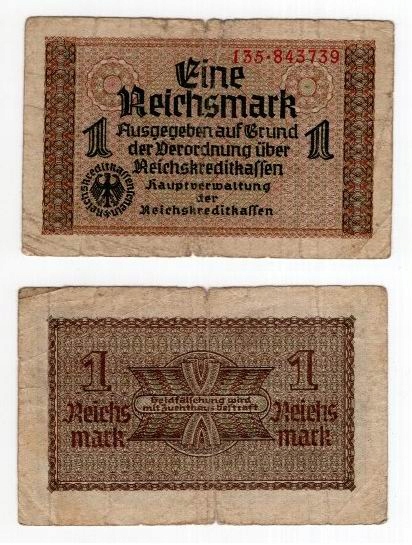 135·843739
Eine
Reichsmark
1 Ausgegeben auf Grund 1
der Verordnung über
Reichskreditkassen
Hauptverwaltung
der
Reichskreditkassen
Reichskreditkassenschein
1 1
Geldfälschung wird
mit Zuchthaus bestraft
Reichs Reichs
mark mark